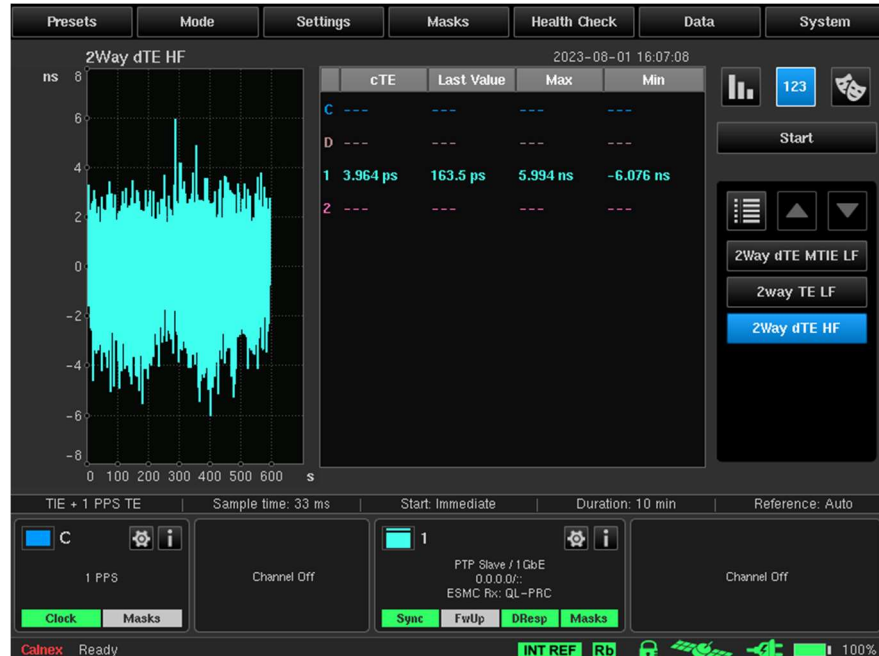 Presets Mode Settings Masks Health Check Data System
2Way dTE HF 2023-08-01 16:07:08
ns 8
6
4
2
0
-2
-4
-6
-8
0 100 200 300 400 500 600 s
cTE Last Value Max Min
C --- --- --- ---
D --- --- --- ---
1 3.964 ps 163.5 ps 5.994 ns -6.076 ns
2 --- --- --- ---
123
Start
2Way dTE MTIE LF
2way TE LF
2Way dTE HF
TIE + 1 PPS TE | Sample time: 33 ms | Start: Immediate | Duration: 10 min | Reference: Auto
C i
1 PPS
Clock Masks
Channel Off
1 i
PTP Slave / 1GbE
0.0.0.0/::
ESMC Rx: QL-PRC
Sync FwUp DResp Masks
Channel Off
Calnex Ready INT REF Rb 100%